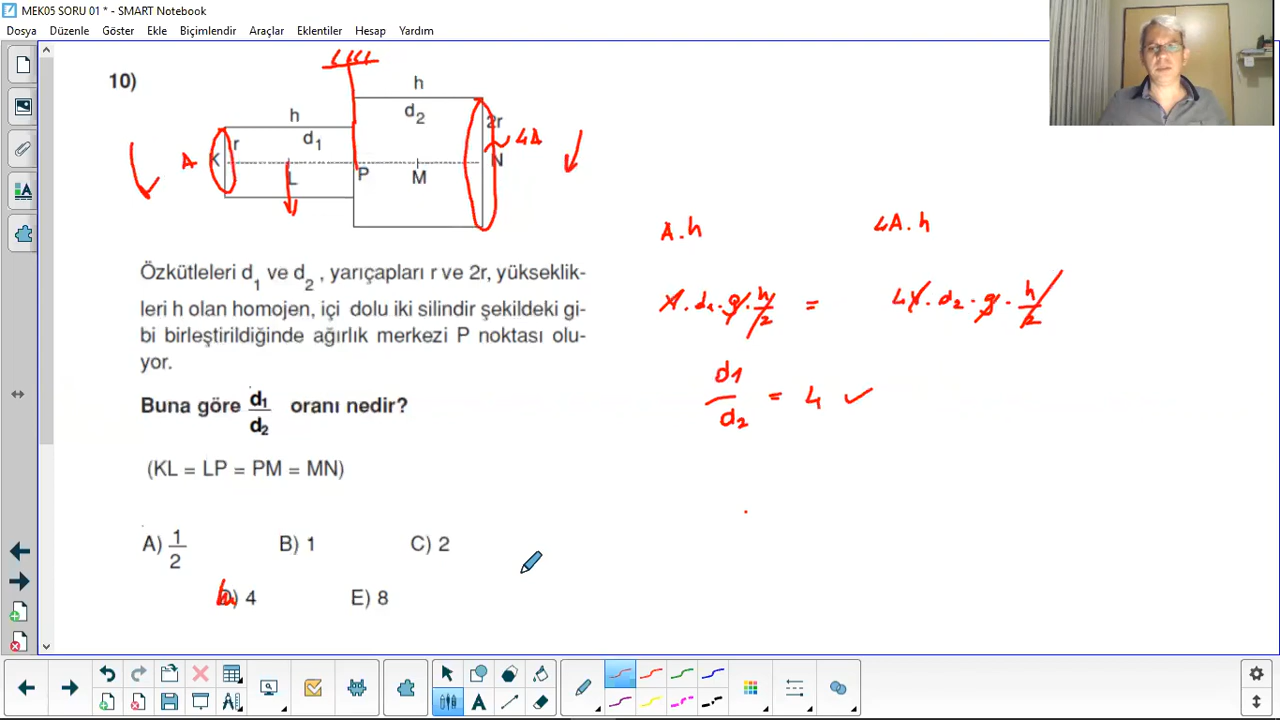 MEK05 SORU 01 * - SMART Notebook
Dosya Düzenle Göster Ekle Biçimlendiri Araçlar Eklentiler Hesap Yardım
10)
h
h
d1
d2
r
2r
4A
A
K
L
P
M
N
Özkütleleri d1 ve d2 , yarıçapları r ve 2r, yükseklik-
leri h olan homojen, içi dolu iki silindir şekildeki gi-
bi birleştirildiğinde ağırlık merkezi P noktası olu-
yor.
Buna göre d1/d2 oranı nedir?
(KL = LP = PM = MN)
A) 1/2 B) 1 C) 2
D) 4 E) 8
A.h 4A.h
A.d1.g.h/2 = 4A.d2.g.h/2
d1/d2 = 4 ✓